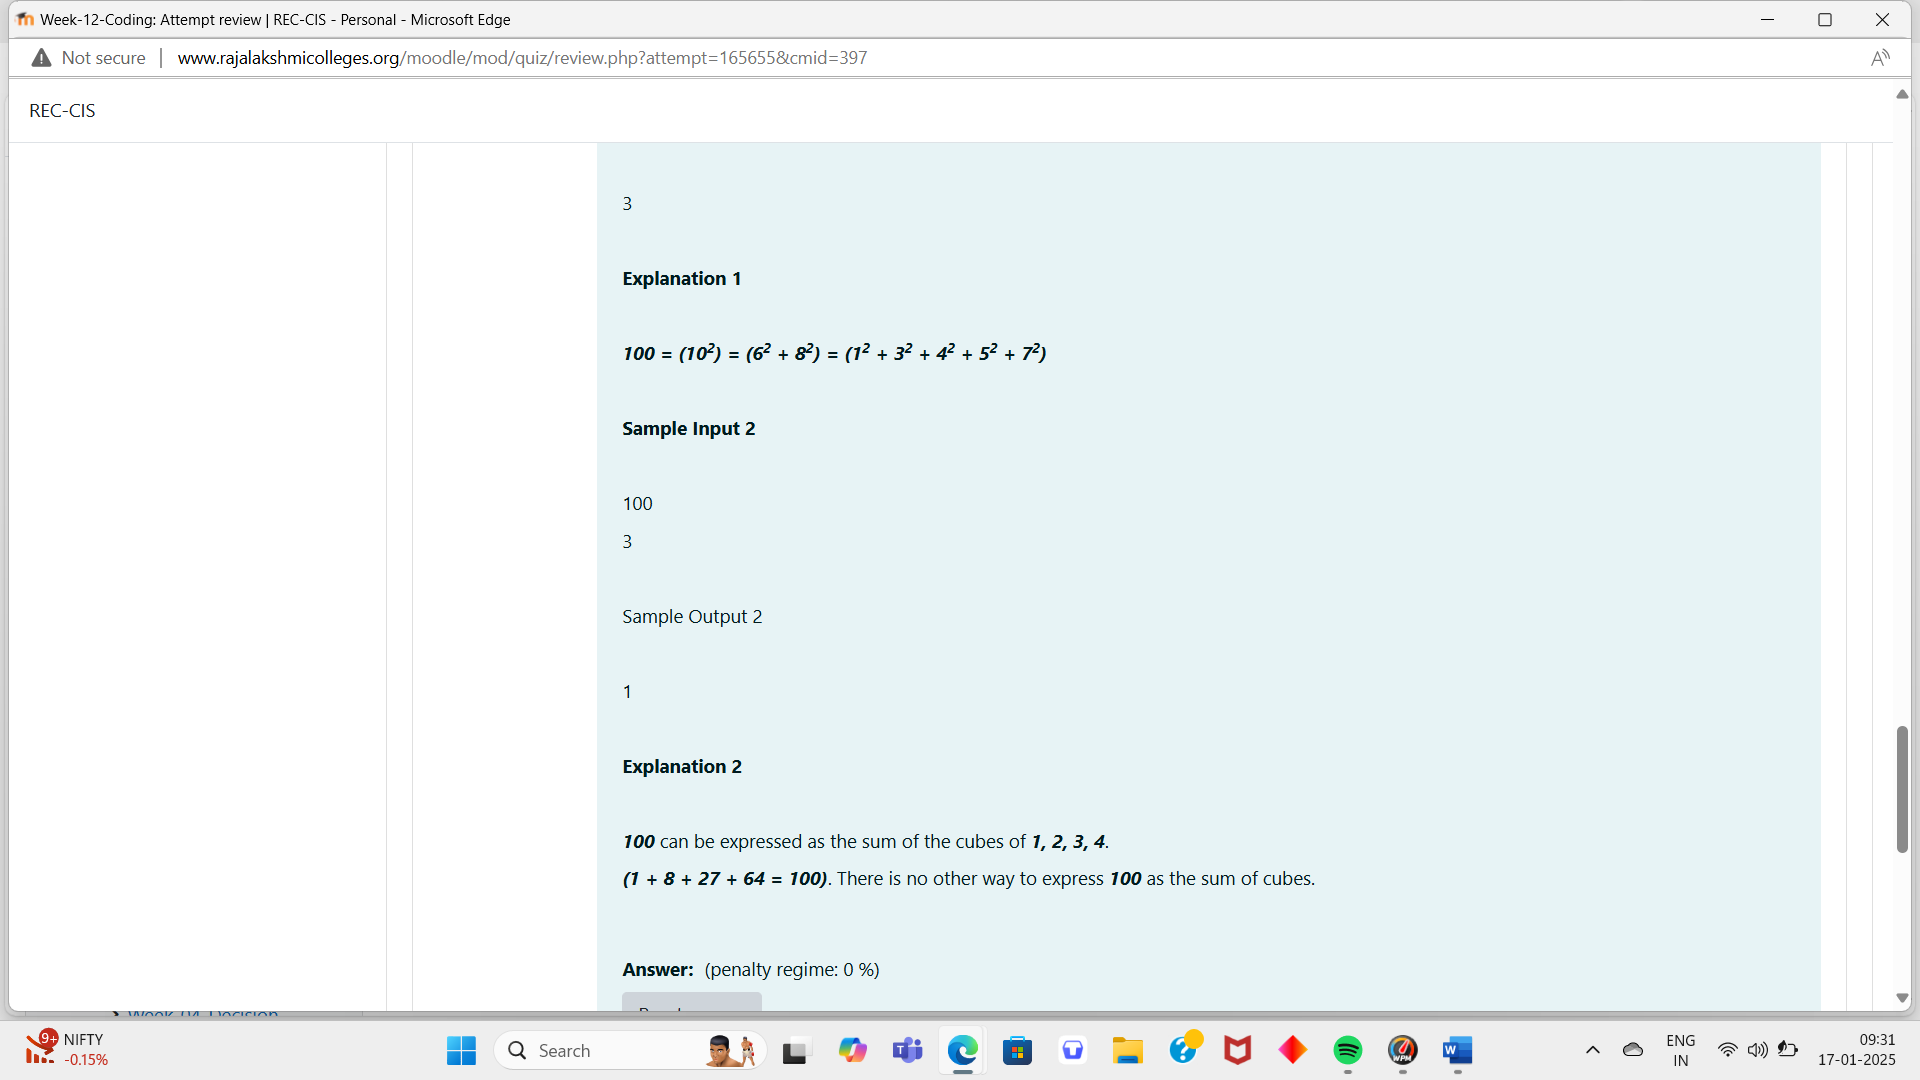 Week-12-Coding: Attempt review | REC-CIS - Personal - Microsoft Edge
Not secure | www.rajalakshmicolleges.org/moodle/mod/quiz/review.php?attempt=165655&cmid=397
REC-CIS
3
Explanation 1
100 = (10²) = (6² + 8²) = (1² + 3² + 4² + 5² + 7²)
Sample Input 2
100
3
Sample Output 2
1
Explanation 2
100 can be expressed as the sum of the cubes of 1, 2, 3, 4.
(1 + 8 + 27 + 64 = 100). There is no other way to express 100 as the sum of cubes.
Answer: (penalty regime: 0 %)
9+ NIFTY
-0.15%
Search
WPM
ENG
IN
09:31
17-01-2025